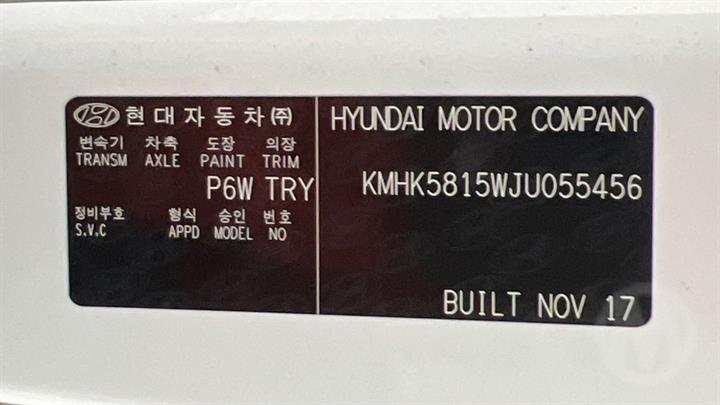 현대자동차㈜
변속기 차축 도장 의장
TRANSM AXLE PAINT TRIM
P6W TRY
정비부호 형식 승인 번호
S.V.C APPD MODEL NO
HYUNDAI MOTOR COMPANY
KMHK5815WJU055456
BUILT NOV 17